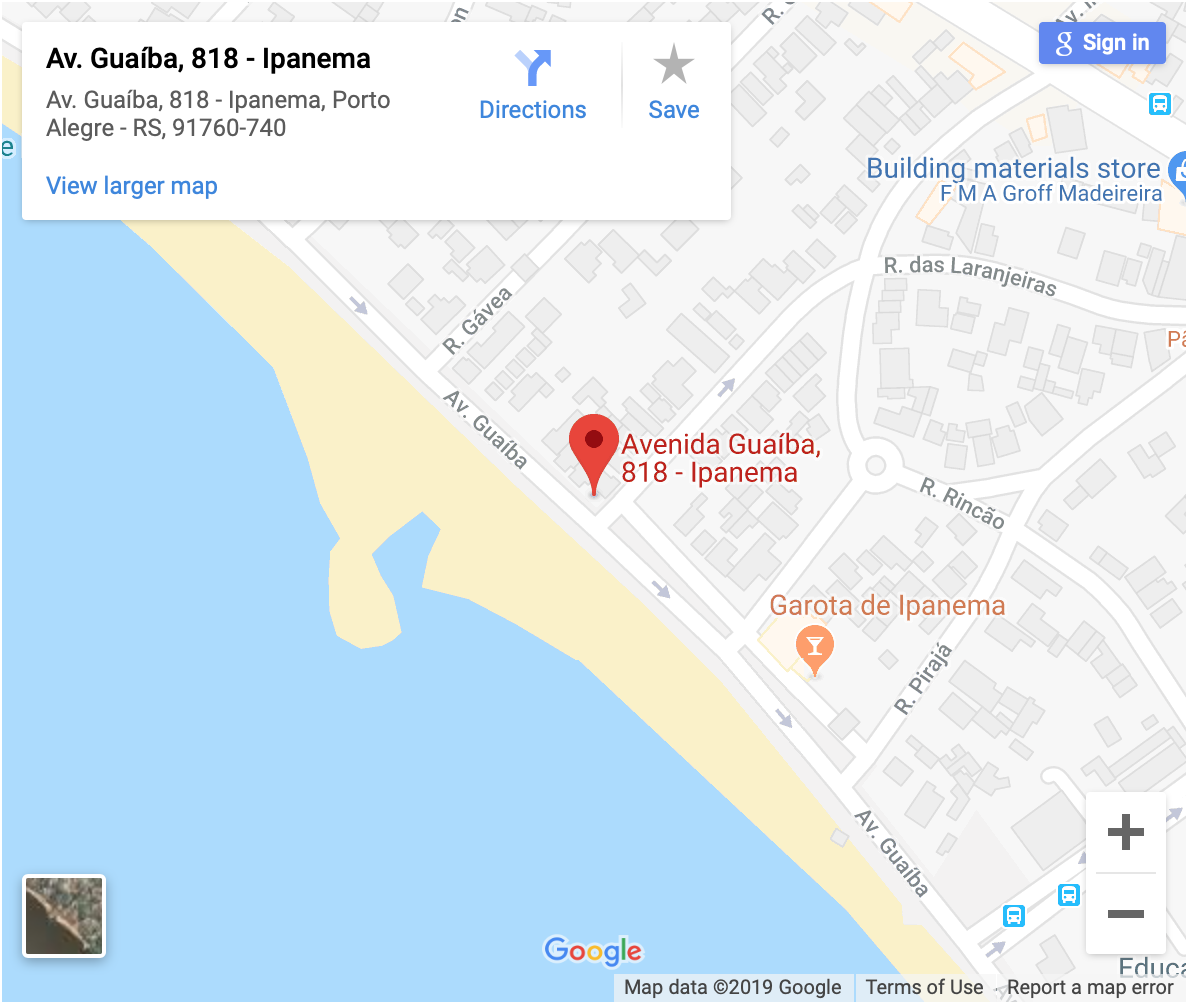 Av. Guaíba, 818 - Ipanema
Av. Guaíba, 818 - Ipanema, Porto
Alegre - RS, 91760-740
View larger map
Directions
Save
Sign in
Building materials store
F M A Groff Madeireira
R. das Laranjeiras
R. Gávea
Av. Guaíba
Avenida Guaíba,
818 - Ipanema
R. Rincão
Garota de Ipanema
R. Pirajá
Av. Guaíba
Google
Map data ©2019 Google
Terms of Use
Report a map error